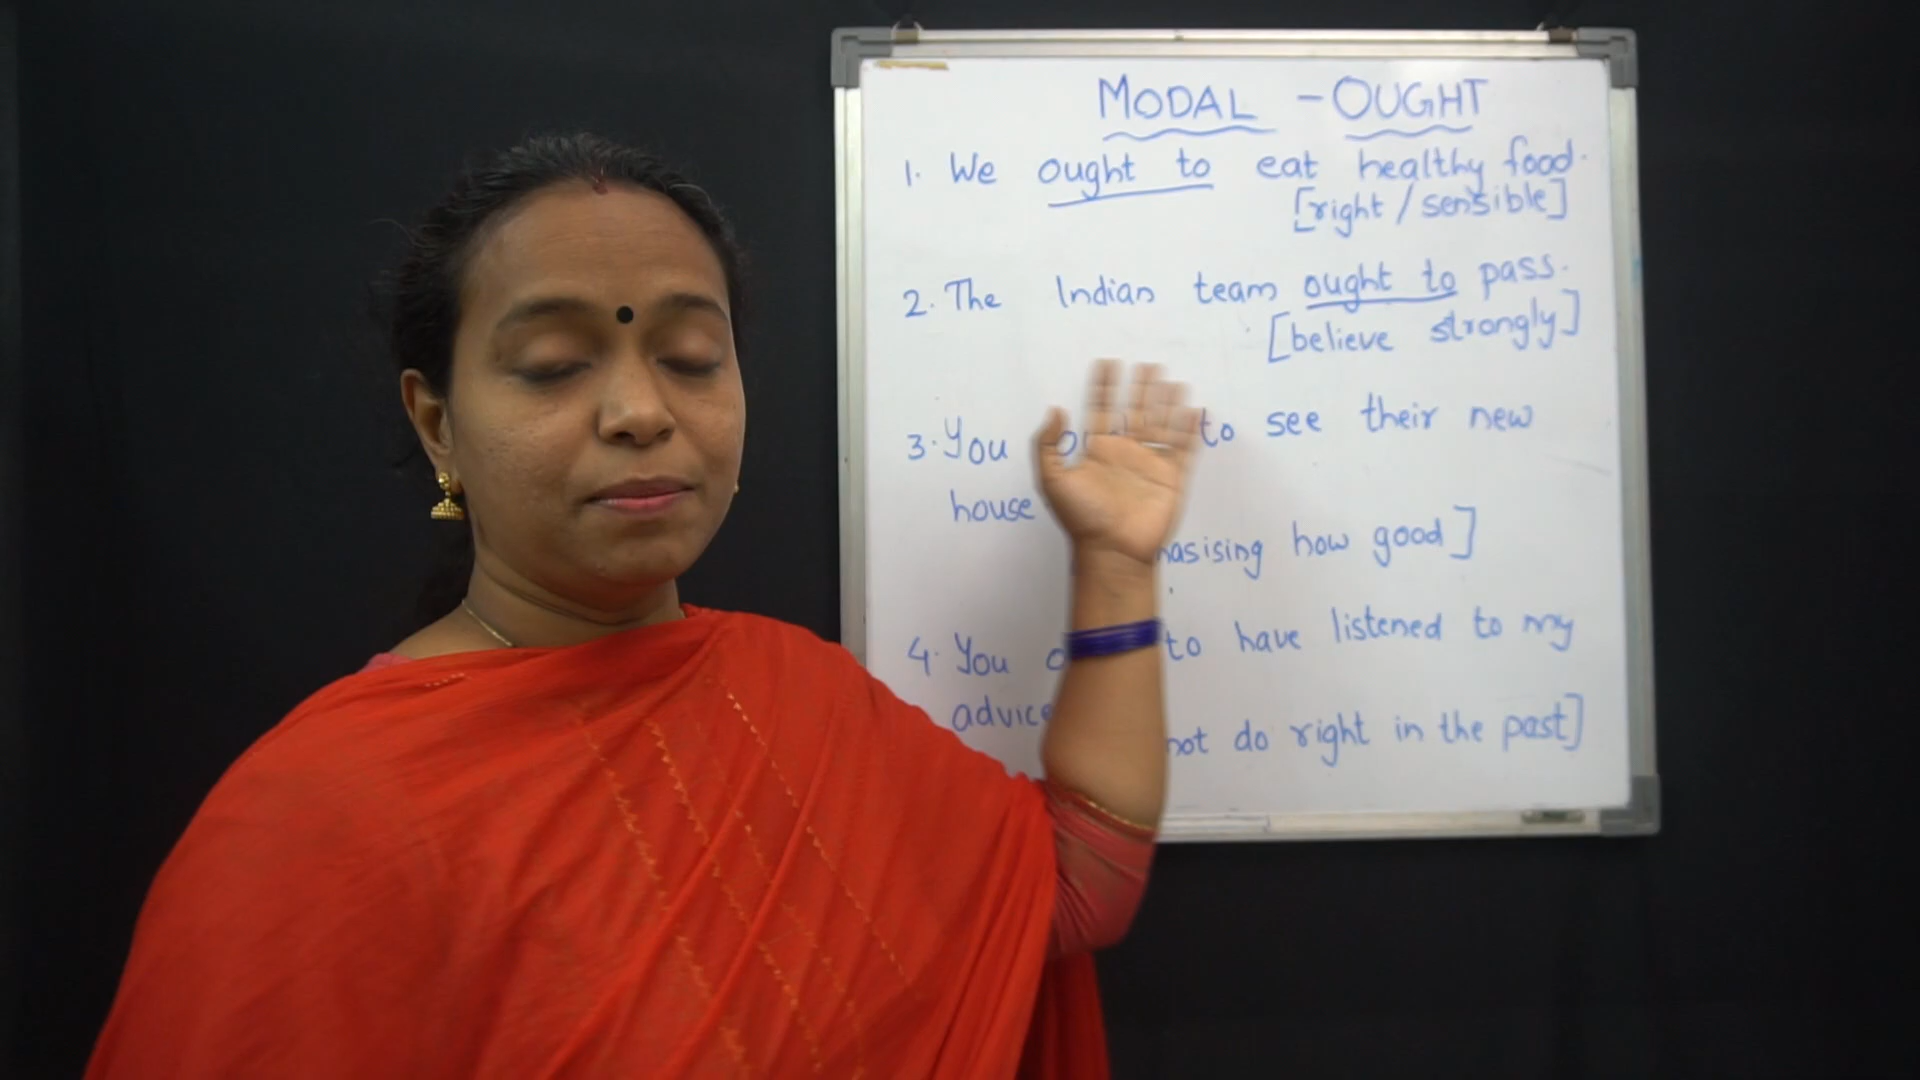 MODAL - OUGHT
1. We ought to eat healthy food.
[right / sensible]
2. The Indian team ought to pass.
[believe strongly]
3. You to see their new
house
how good]
4. You to have listened to my
advice
not do right in the past]